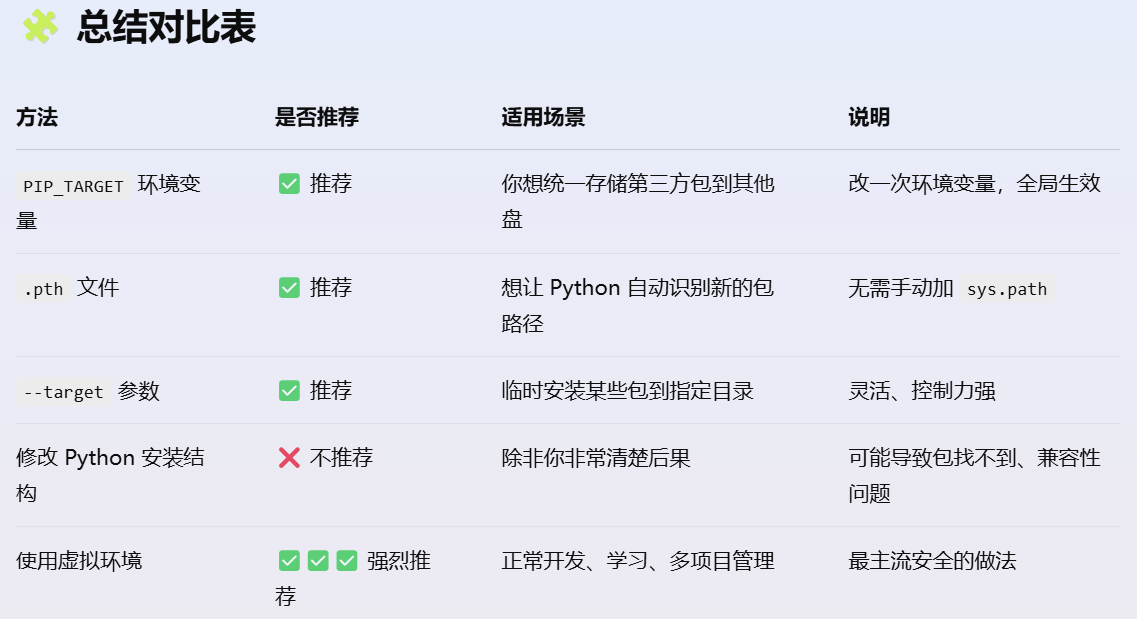 总结对比表
方法 是否推荐 适用场景 说明
PIP_TARGET 环境变 ✅ 推荐 你想统一存储第三方包到其他 改一次环境变量，全局生效
量 盘
.pth 文件 ✅ 推荐 想让 Python 自动识别新的包 无需手动加 sys.path
路径
--target 参数 ✅ 推荐 临时安装某些包到指定目录 灵活、控制力强
修改 Python 安装结 ❌ 不推荐 除非你非常清楚后果 可能导致包找不到、兼容性
构 问题
使用虚拟环境 ✅✅✅ 强烈推 正常开发、学习、多项目管理 最主流安全的做法
荐